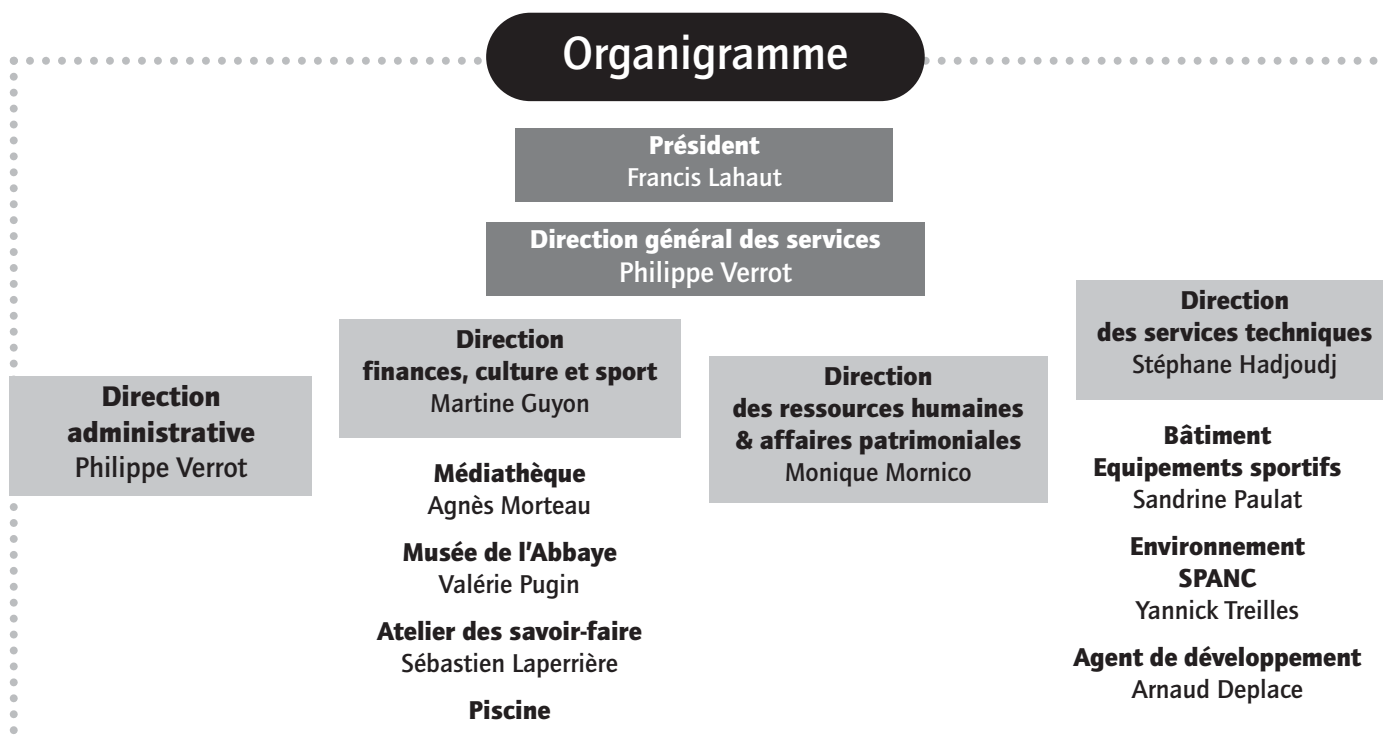 Organigramme
Président
Francis Lahaut
Direction général des services
Philippe Verrot
Direction
administrative
Philippe Verrot
Direction
finances, culture et sport
Martine Guyon
Médiathèque
Agnès Morteau
Musée de l'Abbaye
Valérie Pugin
Atelier des savoir-faire
Sébastien Laperrière
Piscine
Direction
des ressources humaines
& affaires patrimoniales
Monique Mornico
Direction
des services techniques
Stéphane Hadjoudj
Bâtiment
Equipements sportifs
Sandrine Paulat
Environnement
SPANC
Yannick Treilles
Agent de développement
Arnaud Deplace